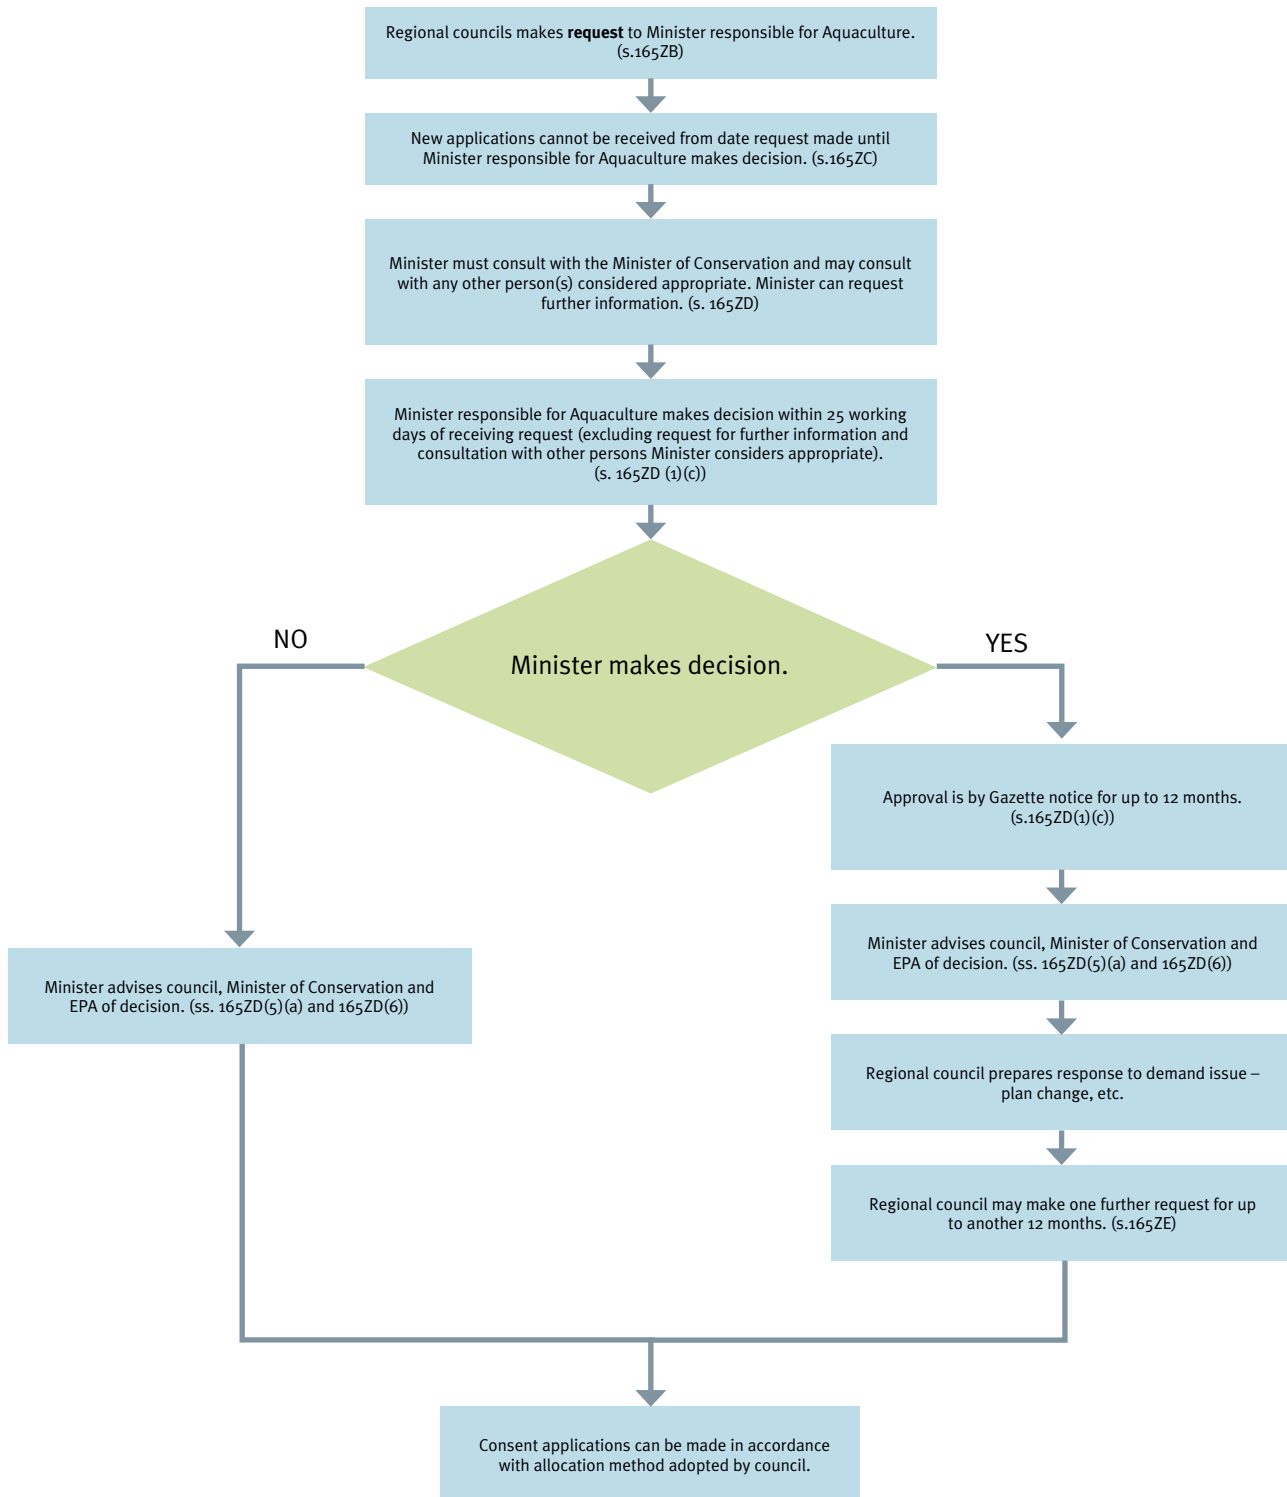 Regional councils makes request to Minister responsible for Aquaculture.
(s.165ZB)
New applications cannot be received from date request made until
Minister responsible for Aquaculture makes decision. (s.165ZC)
Minister must consult with the Minister of Conservation and may consult
with any other person(s) considered appropriate. Minister can request
further information. (s. 165ZD)
Minister responsible for Aquaculture makes decision within 25 working
days of receiving request (excluding request for further information and
consultation with other persons Minister considers appropriate).
(s. 165ZD (1)(c))
Minister makes decision.
NO
YES
Approval is by Gazette notice for up to 12 months.
(s.165ZD(1)(c))
Minister advises council, Minister of Conservation and
EPA of decision. (ss. 165ZD(5)(a) and 165ZD(6))
Minister advises council, Minister of Conservation and
EPA of decision. (ss. 165ZD(5)(a) and 165ZD(6))
Regional council prepares response to demand issue –
plan change, etc.
Regional council may make one further request for up
to another 12 months. (s.165ZE)
Consent applications can be made in accordance
with allocation method adopted by council.